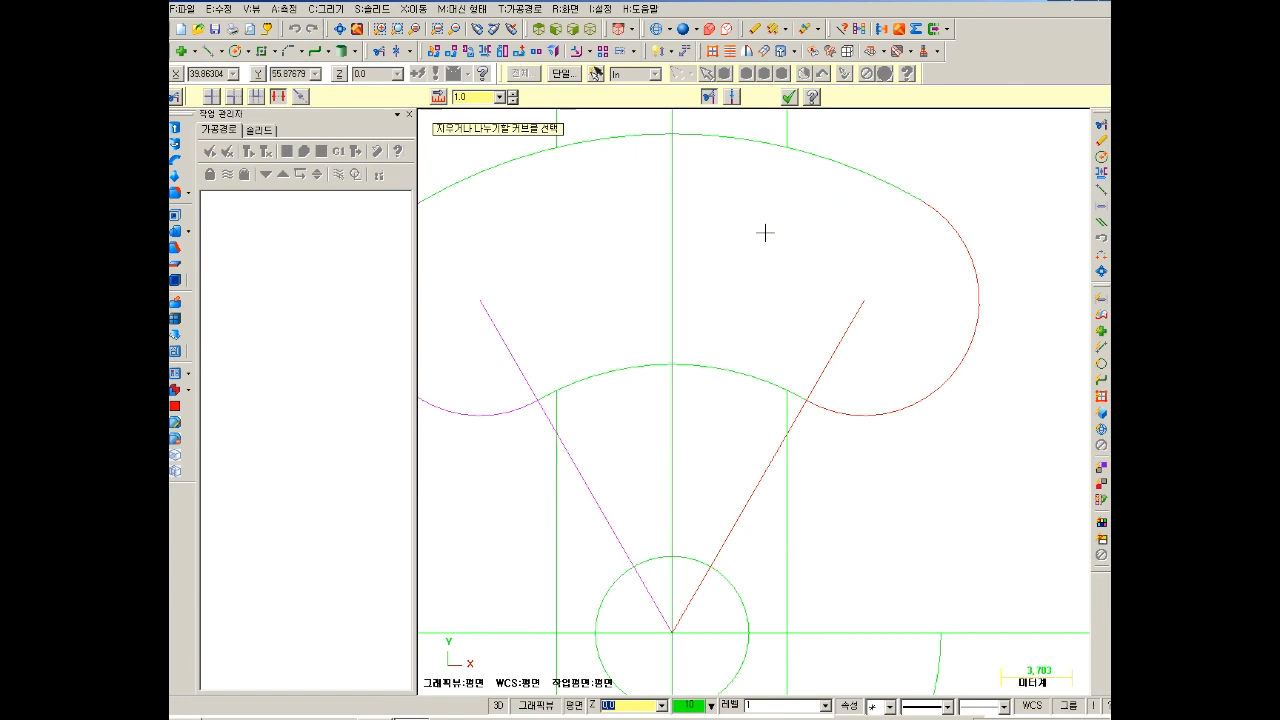 F:파일 E:수정 V:뷰 A:측정 C:그리기 S:솔리드 X:이동 M:머신 형태 T:가공경로 R:화면 I:설정 H:도움말
X 39.86304 Y 55.87679 Z 0.0 전체 단일... In
1.0
작업 관리자
지우거나 나누기할 커브를 선택
가공경로 솔리드
G1
Y
X
3,703
미터계
그래픽뷰:평면 WCS:평면 작업평면:평면
3D 그래픽뷰 평면 Z 0,0 10 레벨 1 속성 WCS 그룹